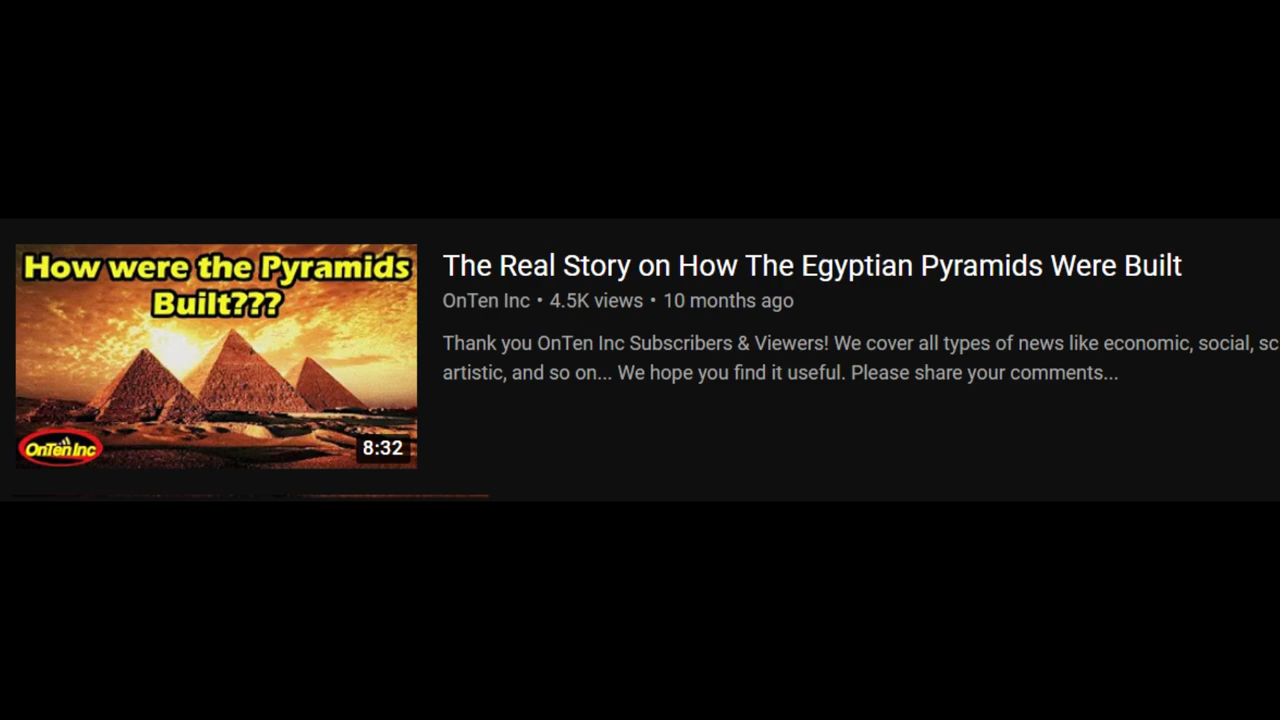 How were the Pyramids
Built???
OnTen Inc
8:32
The Real Story on How The Egyptian Pyramids Were Built
OnTen Inc • 4.5K views • 10 months ago
Thank you OnTen Inc Subscribers & Viewers! We cover all types of news like economic, social, sc
artistic, and so on... We hope you find it useful. Please share your comments...